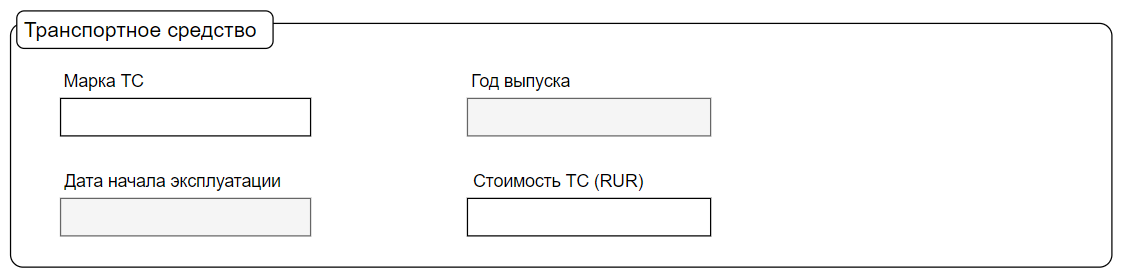 Транспортное средство
Марка ТС
Год выпуска
Дата начала эксплуатации
Стоимость ТС (RUR)